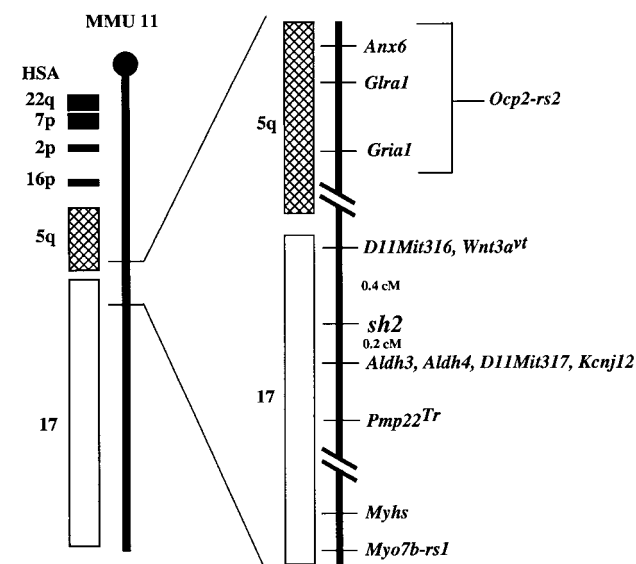 MMU 11
HSA
22q
7p
2p
16p
5q
17
5q
17
Anx6
Glra1
Ocp2-rs2
Gria1
D11Mit316, Wnt3a^vt
0.4 cM
sh2
0.2 cM
Aldh3, Aldh4, D11Mit317, Kcnj12
Pmp22^Tr
Myhs
Myo7b-rs1